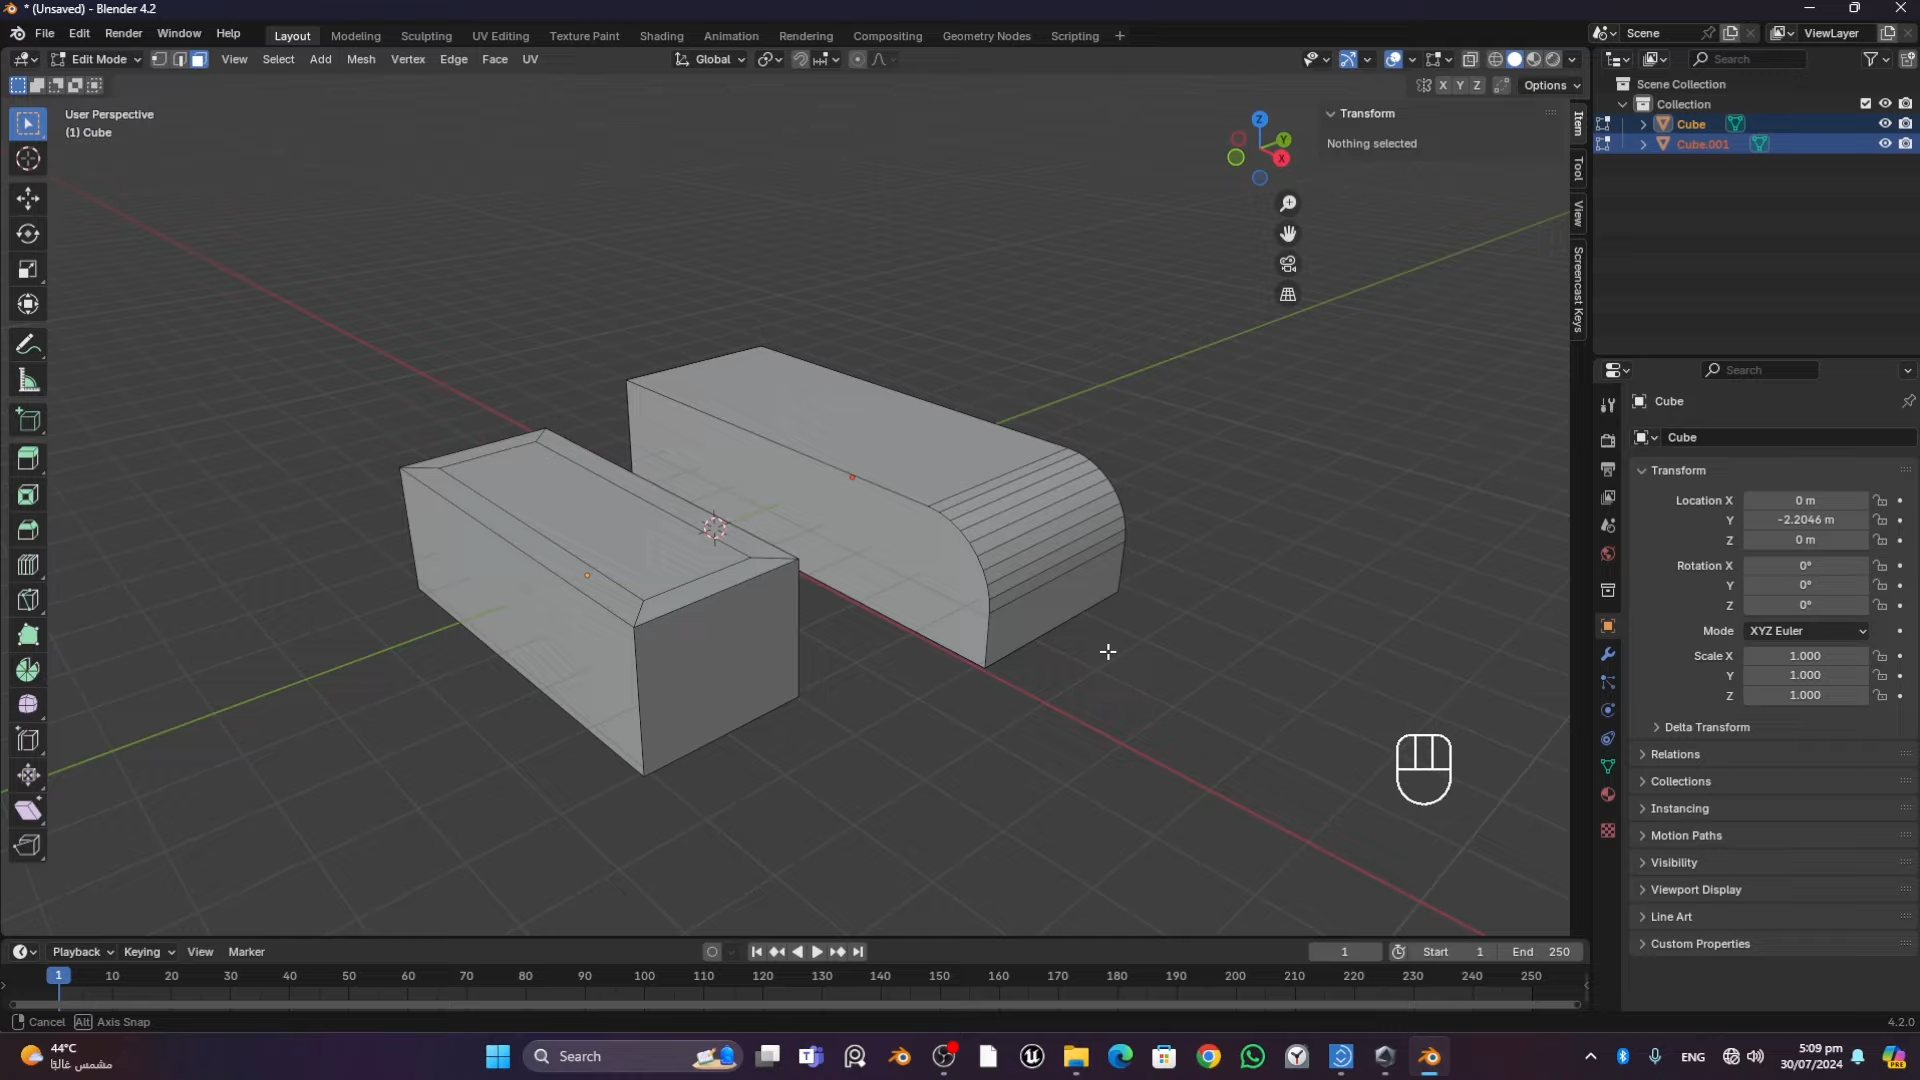 * (Unsaved) - Blender 4.2
File Edit Render Window Help Layout Modeling Sculpting UV Editing Texture Paint Shading Animation Rendering Compositing Geometry Nodes Scripting + Scene ViewLayer
Edit Mode View Select Add Mesh Vertex Edge Face UV Global Search
X Y Z Options
User Perspective
(1) Cube
Transform
Nothing selected
Z
Y
X
Item
Tool
View
Screencast Keys
Scene Collection
Collection
Cube
Cube.001
Search
Cube
Cube
Transform
Location X 0 m
Y -2.2046 m
Z 0 m
Rotation X 0°
Y 0°
Z 0°
Mode XYZ Euler
Scale X 1.000
Y 1.000
Z 1.000
Delta Transform
Relations
Collections
Instancing
Motion Paths
Visibility
Viewport Display
Line Art
Custom Properties
Playback Keying View Marker 1 Start 1 End 250
1 10 20 30 40 50 60 70 80 90 100 110 120 130 140 150 160 170 180 190 200 210 220 230 240 250
Cancel Alt Axis Snap 4.2.0
44°C
مشمس غالبًا
Search
ENG
5:09 pm
30/07/2024
PRE